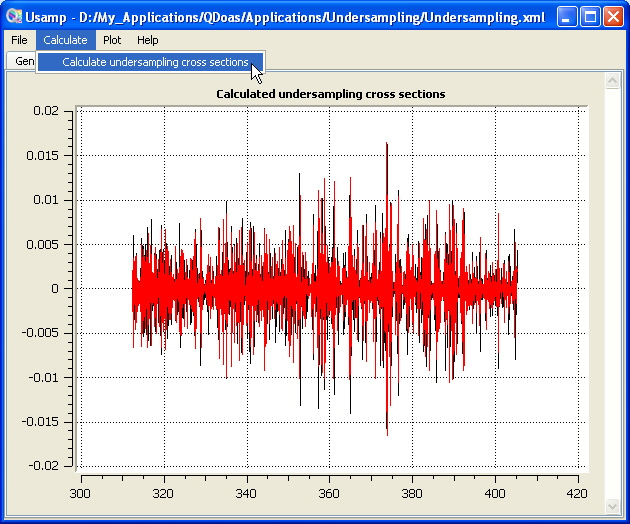 Usamp - D:/My_Applications/QDoas/Applications/Undersampling/Undersampling.xml
File Calculate Plot Help
Gen Calculate undersampling cross sections
Calculated undersampling cross sections
0.02
0.015
0.01
0.005
0
-0.005
-0.01
-0.015
-0.02
300 320 340 360 380 400 420